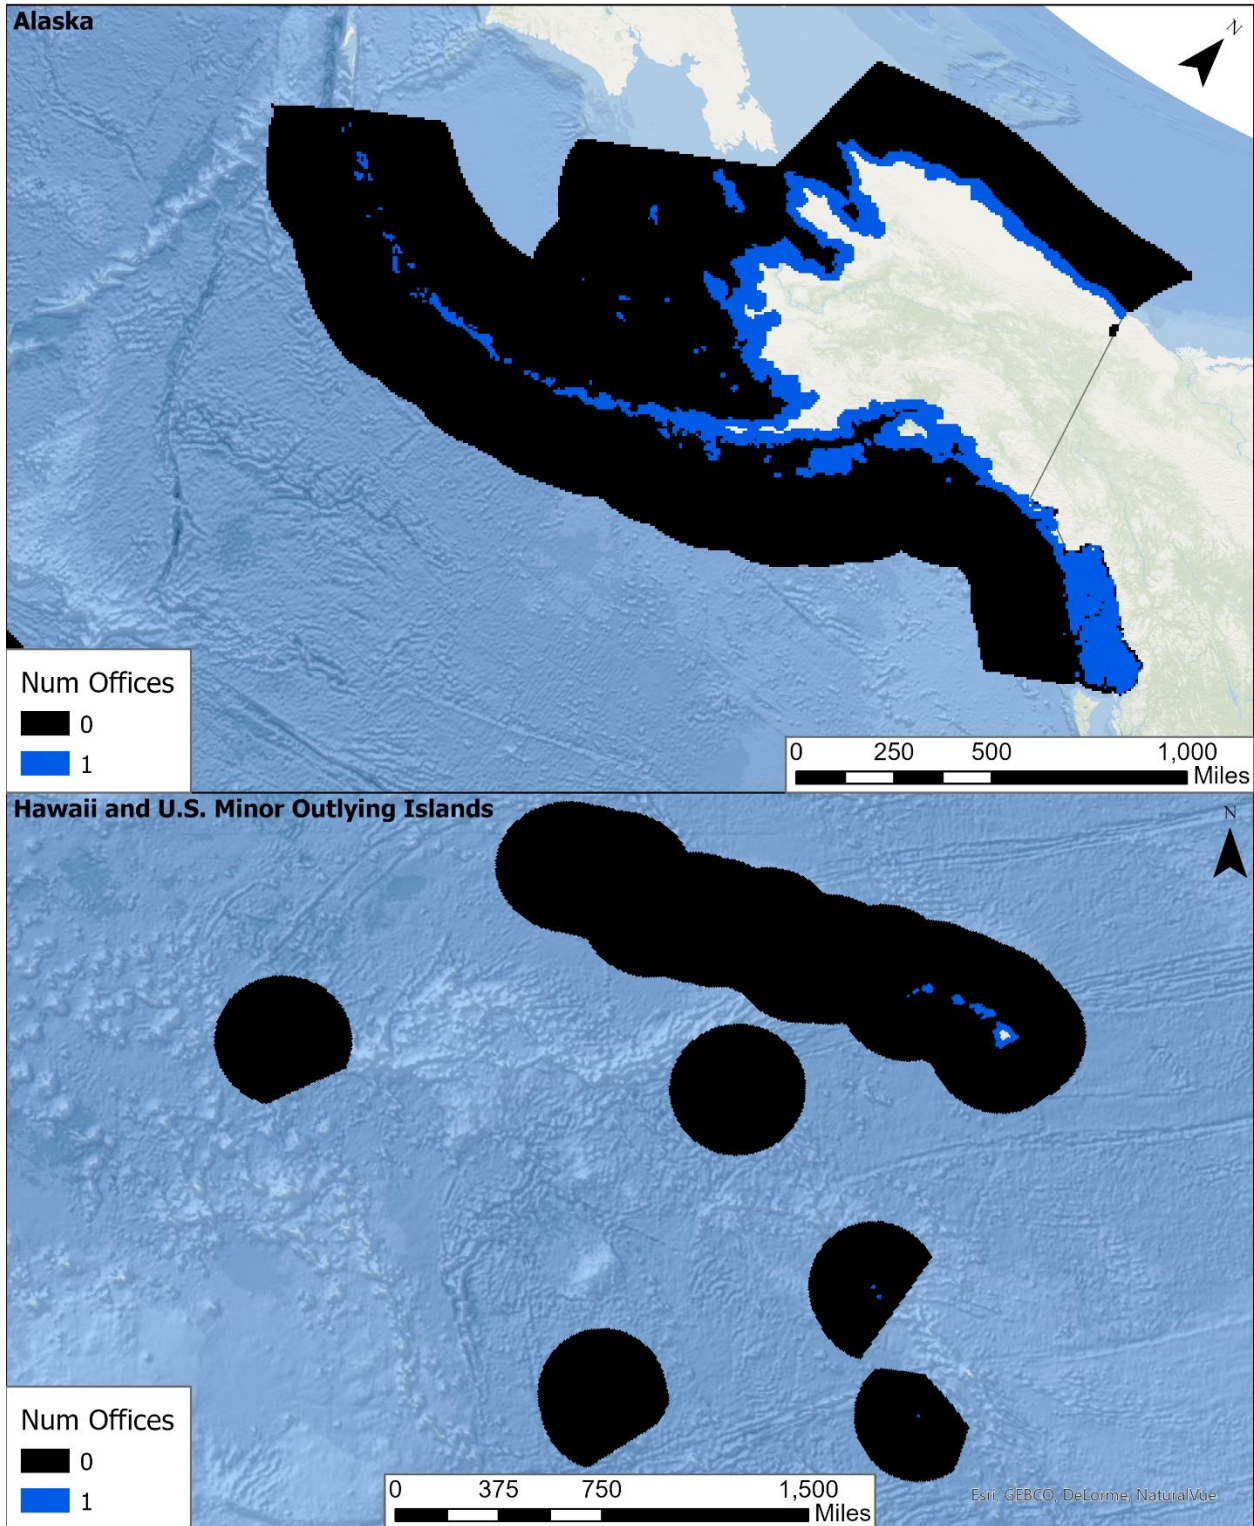 Alaska
N
Num Offices
0
1
0 250 500 1,000
Miles
Hawaii and U.S. Minor Outlying Islands
N
Num Offices
0
1
0 375 750 1,500
Miles
Esri, GEBCO, DeLorme, NaturalVue